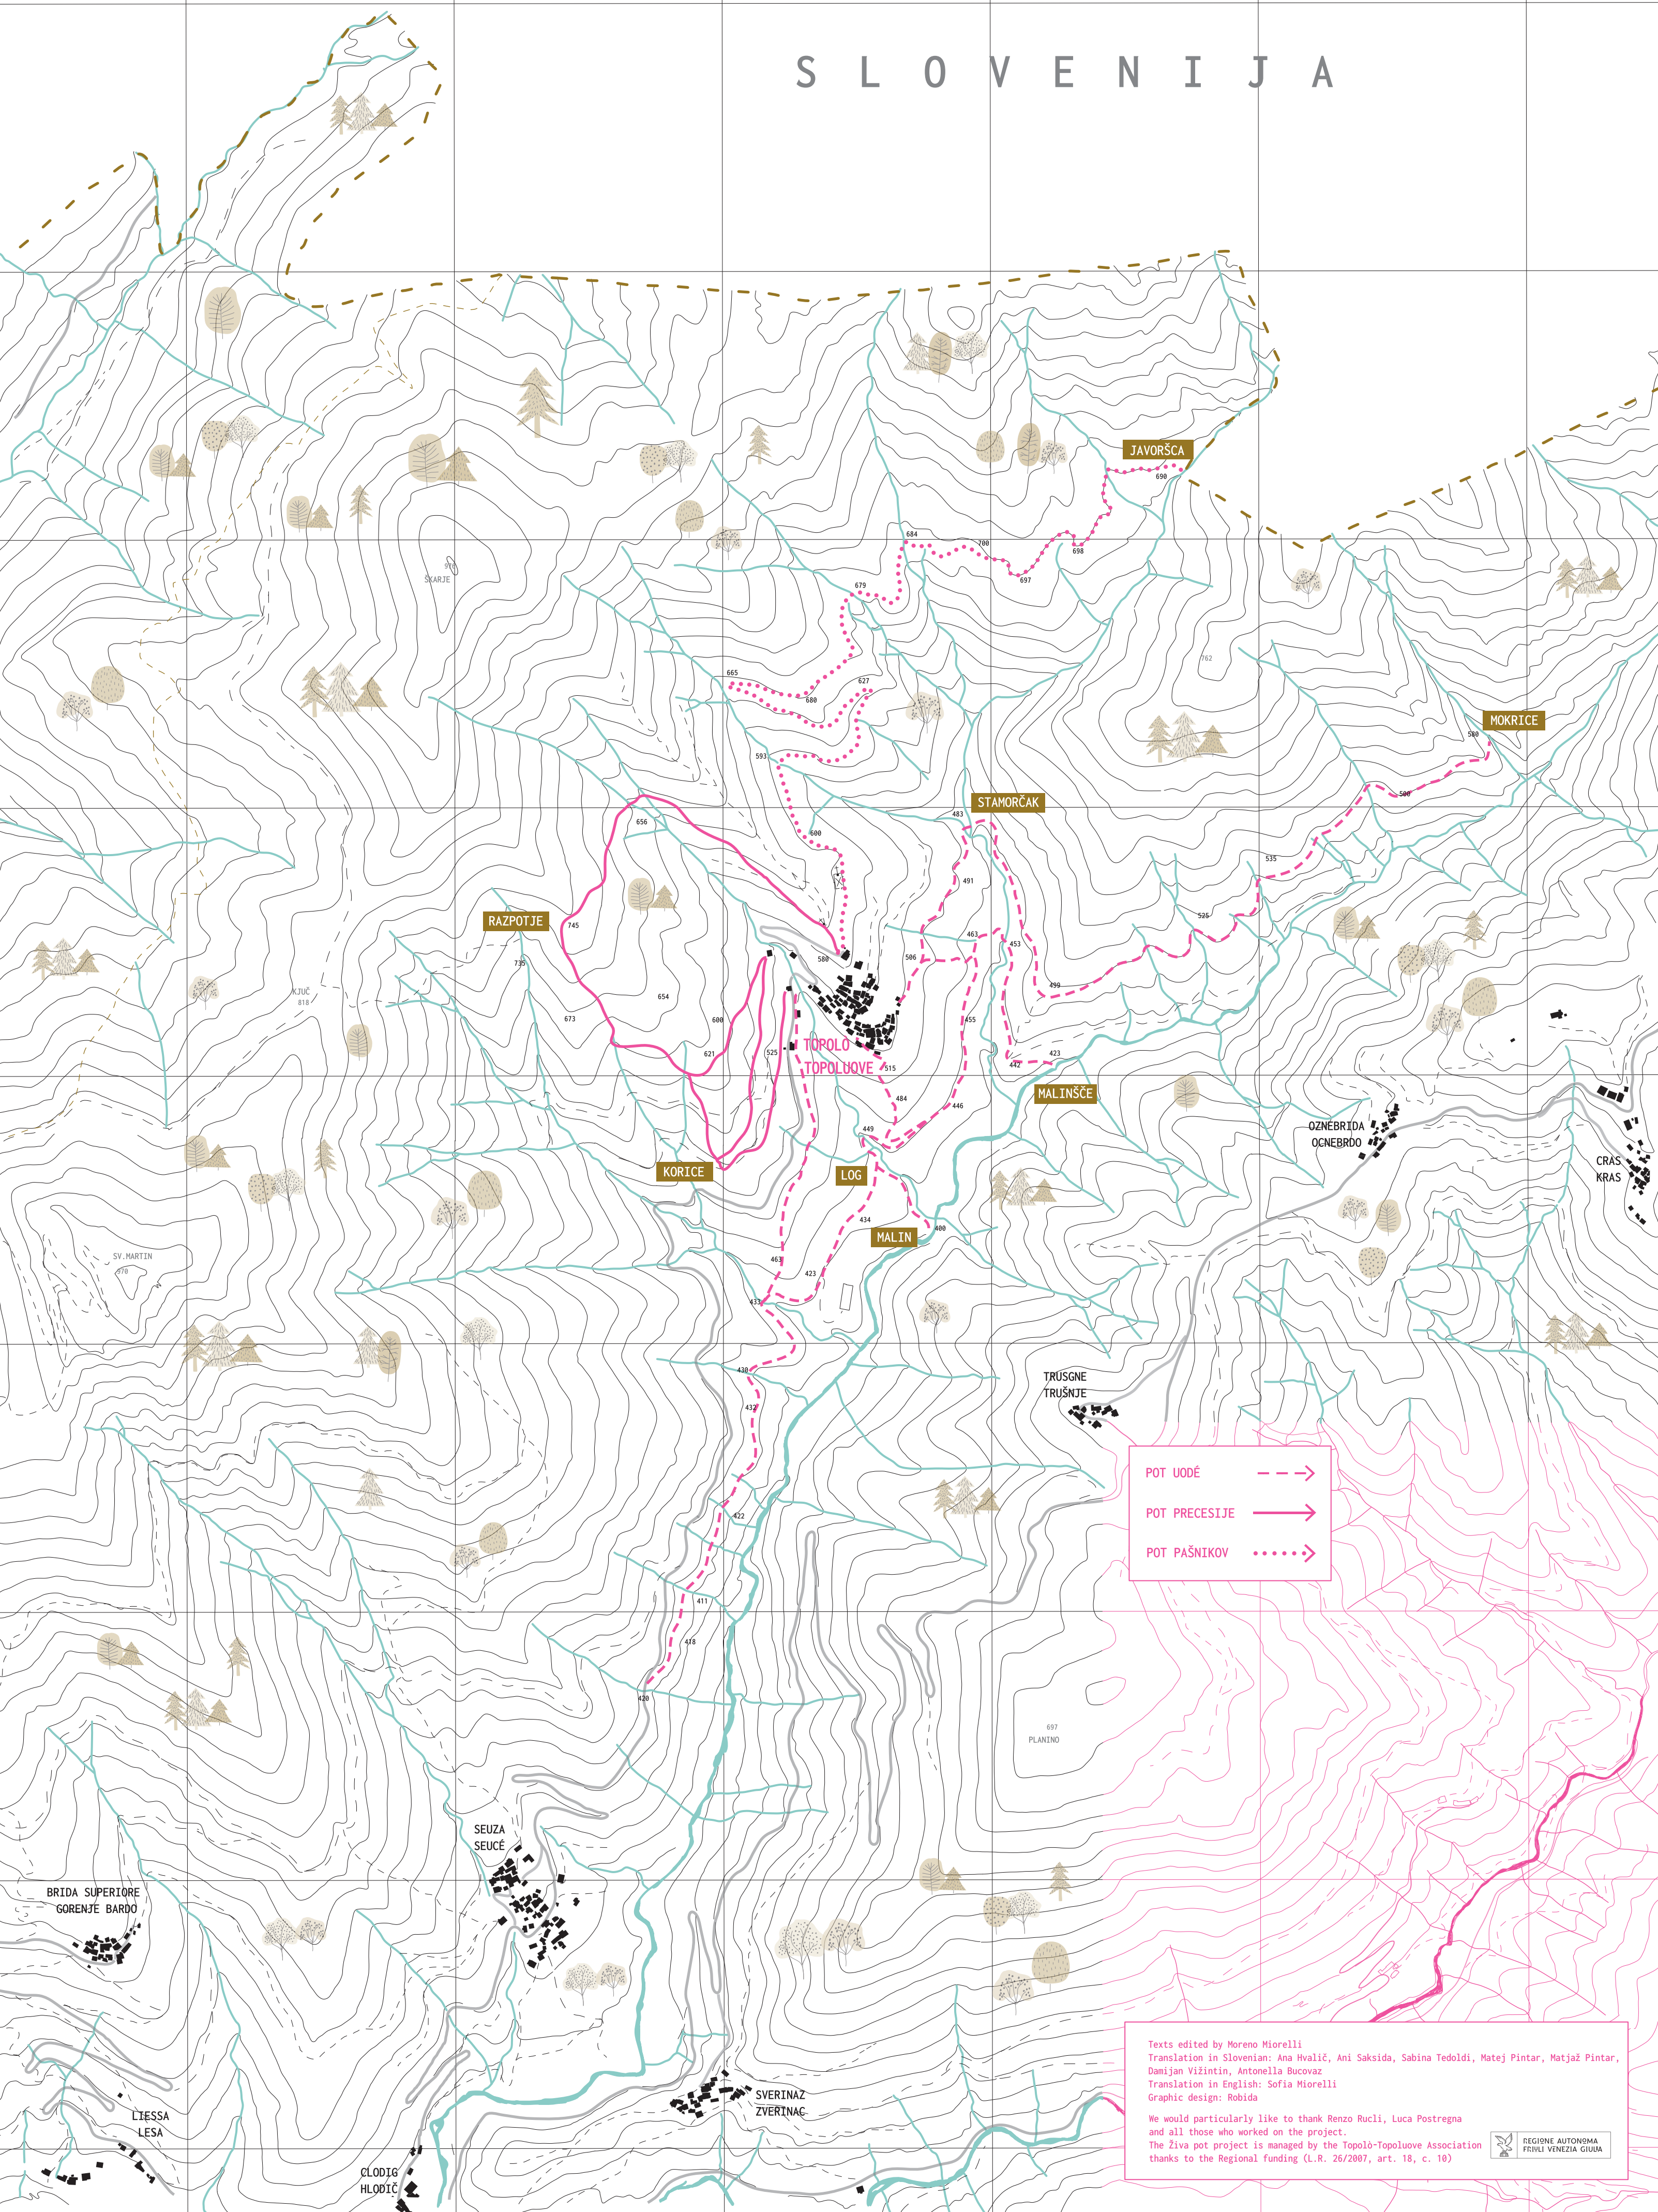 SLOVENIJA
JAVORŠCA
690
684
700
698
697
679
ŠKARJE
762
665
627
680
MOKRICE
580
593
500
STAMORČAK
483
656
600
535
491
RAZPOTJE
745
525
463
453
506
580
735
499
KJUČ
818
654
673
600
455
621
525
TOPOLO
TOPOLUOVE
515
423
442
MALINŠČE
484
446
OZNEBRIDA
OCNEBRDO
449
CRAS
KRAS
KORICE
LOG
434
400
MALIN
SV.MARTIN
970
463
423
433
430
TRUSGNE
TRUŠNJE
432
POT UODÉ
POT PRECESIJE
POT PAŠNIKOV
422
411
418
420
697
PLANINO
SEUZA
SEUCÉ
BRIDA SUPERIORE
GORENJE BARDO
SVERINAZ
ZVERINAC
LIESSA
LESA
CLODIG
HLODIČ
Texts edited by Moreno Miorelli
Translation in Slovenian: Ana Hvalič, Ani Saksida, Sabina Tedoldi, Matej Pintar, Matjaž Pintar,
Damijan Vižintin, Antonella Bucovaz
Translation in English: Sofia Miorelli
Graphic design: Robida
We would particularly like to thank Renzo Rucli, Luca Postregna
and all those who worked on the project.
The Živa pot project is managed by the Topolò-Topoluove Association
thanks to the Regional funding (L.R. 26/2007, art. 18, c. 10)
REGIONE AUTONOMA
FRIULI VENEZIA GIULIA